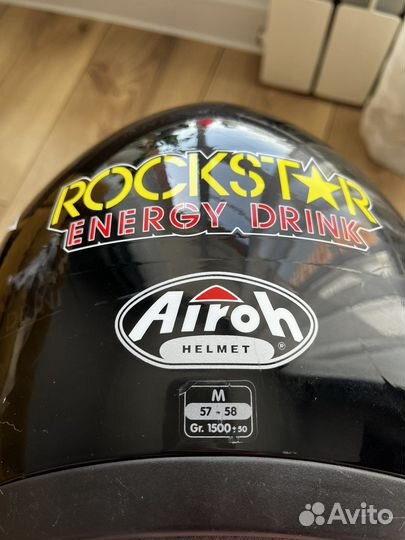 ROCKSTAR
ENERGY DRINK
Airoh
HELMET ®
M
57 - 58
Gr. 1500±50
Avito